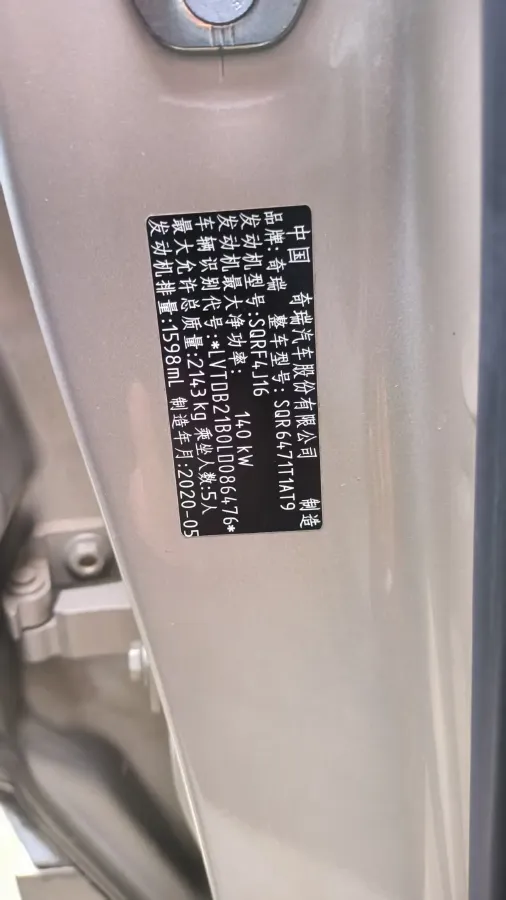 中国 奇瑞汽车股份有限公司 制造
品牌:奇瑞 整车型号:SQR6471T1AT9
发动机型号:SQRF4J16
发动机最大净功率: 140 kW
车辆识别代号:*LVTDB21B0LD086476*
最大允许总质量:2143 kg 乘坐人数:5人
发动机排量:1598mL 制造年月:2020-05